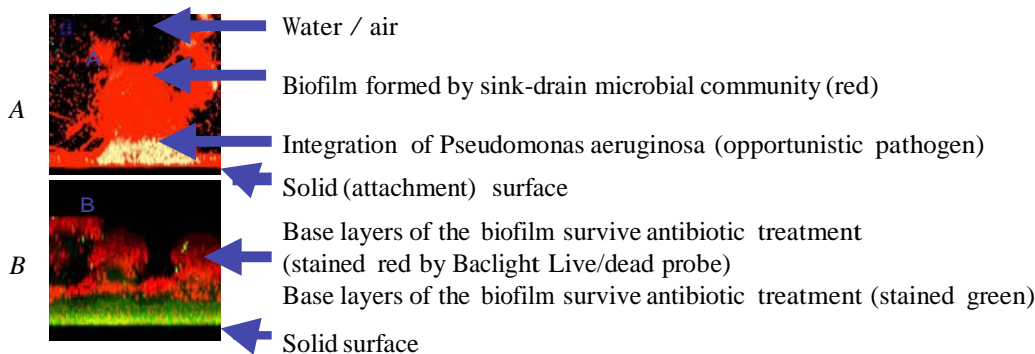 Water / air
A
Biofilm formed by sink-drain microbial community (red)
A
Integration of Pseudomonas aeruginosa (opportunistic pathogen)
Solid (attachment) surface
B
Base layers of the biofilm survive antibiotic treatment
(stained red by Baclight Live/dead probe)
B
Base layers of the biofilm survive antibiotic treatment (stained green)
Solid surface